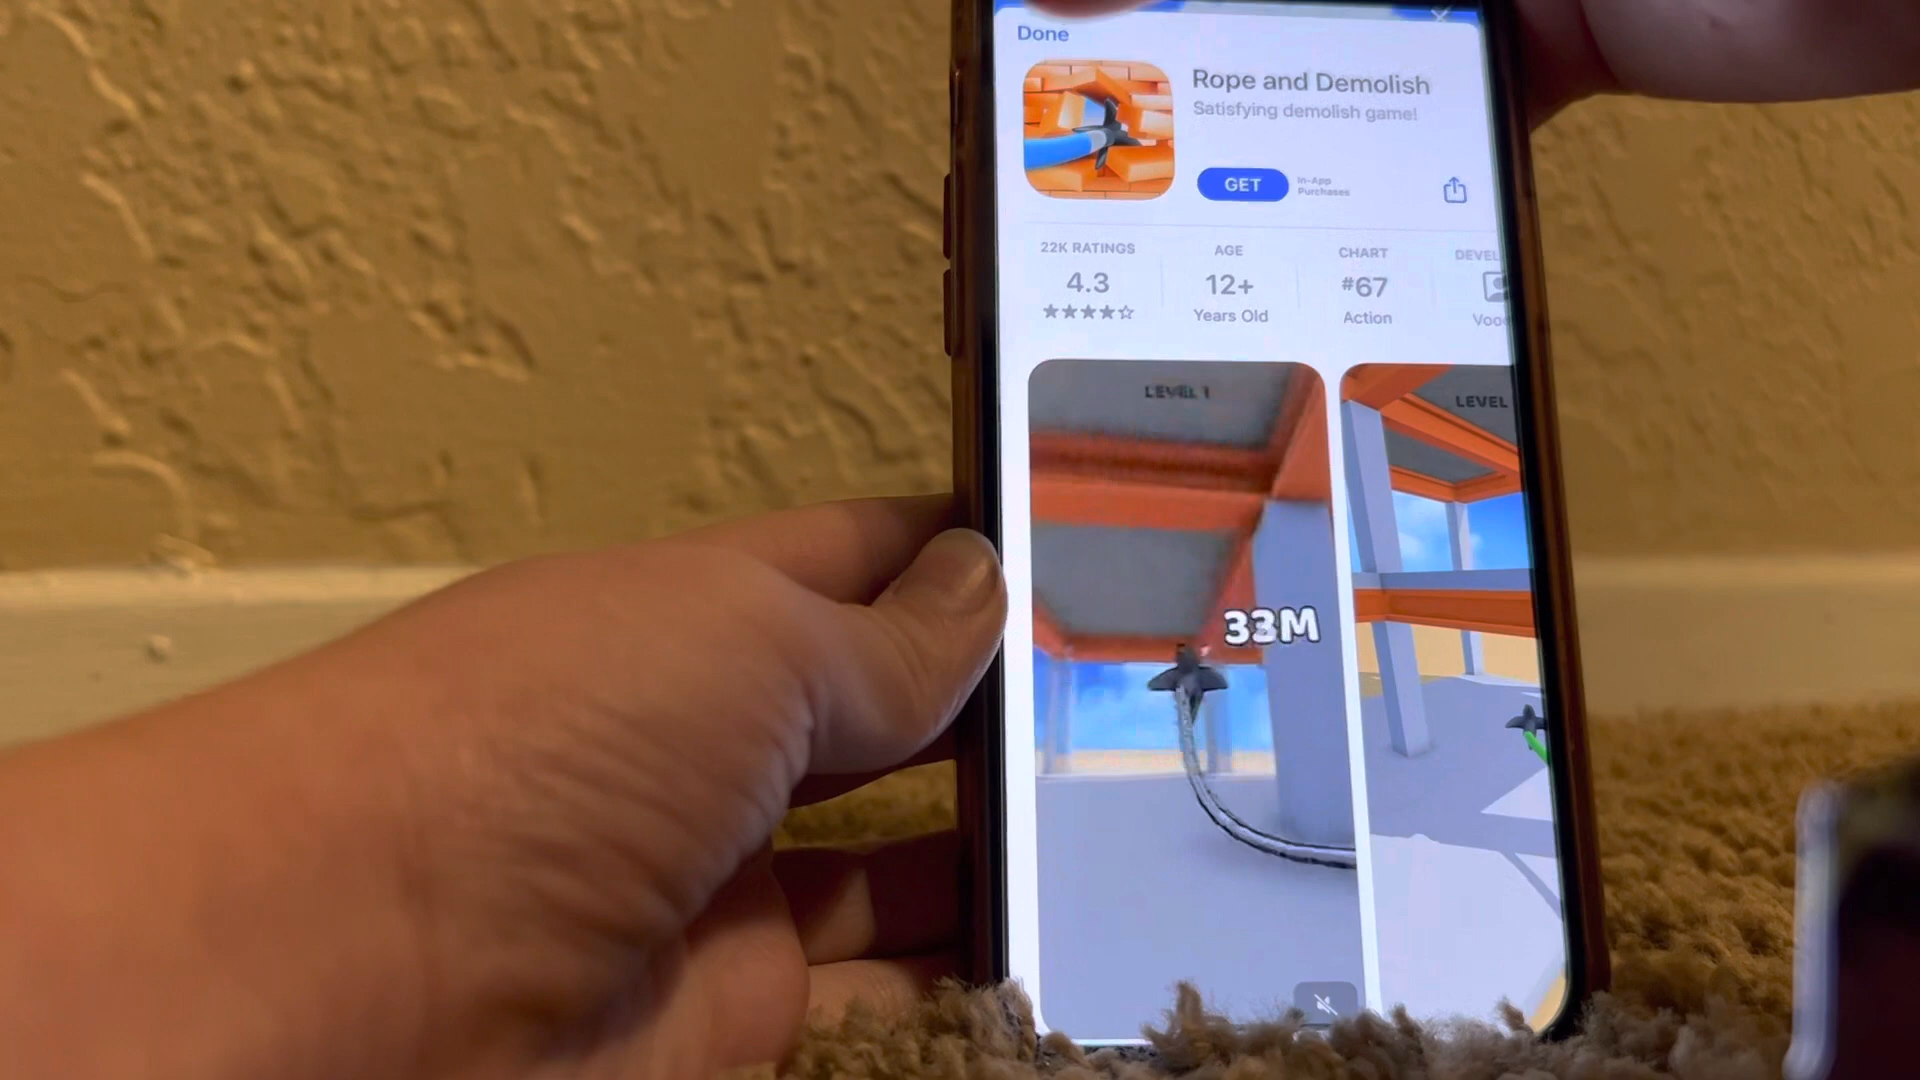 Done
Rope and Demolish
Satisfying demolish game!
GET
In-App
Purchases
22K RATINGS
4.3
AGE
12+
Years Old
CHART
#67
Action
LEVEL 1
33M
LEVEL